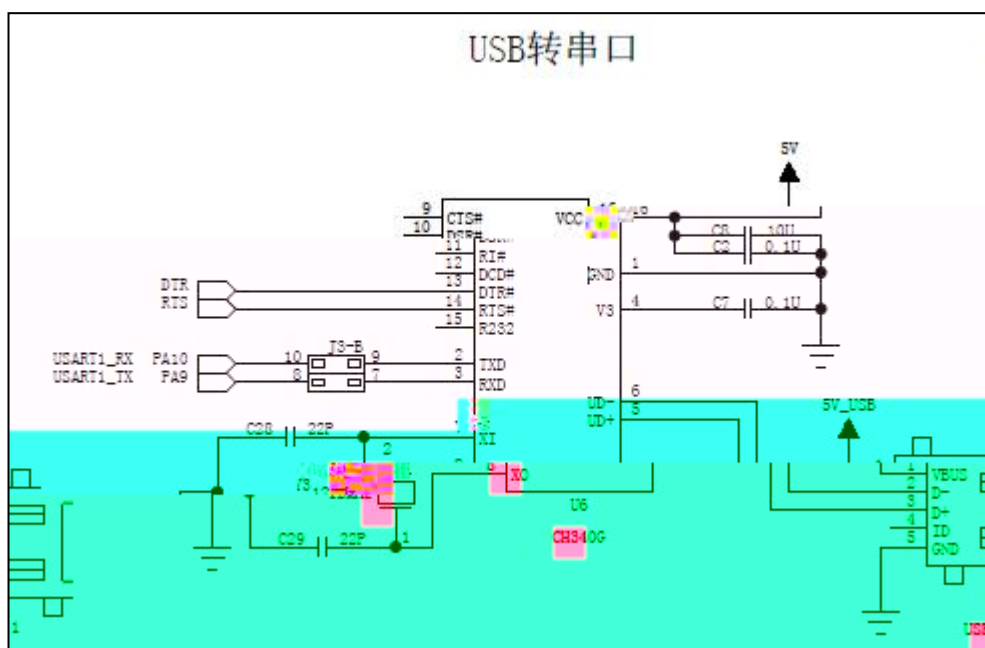 USB转串口
5V
9 CTS# VCC
10 DSR# C8 10U
11 C2 0.1U
12 RI# GND 1
13 DCD#
DTR DTR#
RTS 14 RTS# V3 4 C7 0.1U
15 R232
J3-B
USART1_RX PA10 10 9 2 TXD
USART1_TX PA9 8 7 3 RXD
UD- 6
UD+ 5 5V_USB
C28 22P XI
2
XO 1 VBUS
2 D-
U6 3 D+
4 ID
C29 22P 1 CH340G 5 GND
1